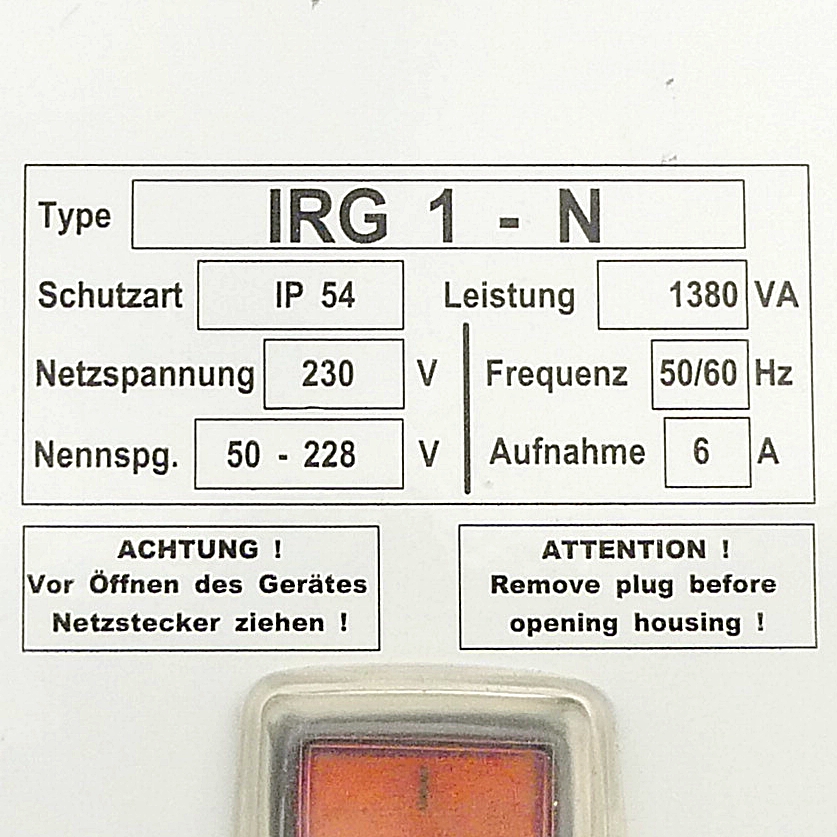 Type IRG 1 - N
Schutzart IP 54 Leistung 1380 VA
Netzspannung 230 V Frequenz 50/60 Hz
Nennspg. 50 - 228 V Aufnahme 6 A
ACHTUNG !
Vor Öffnen des Gerätes
Netzstecker ziehen !
ATTENTION !
Remove plug before
opening housing !